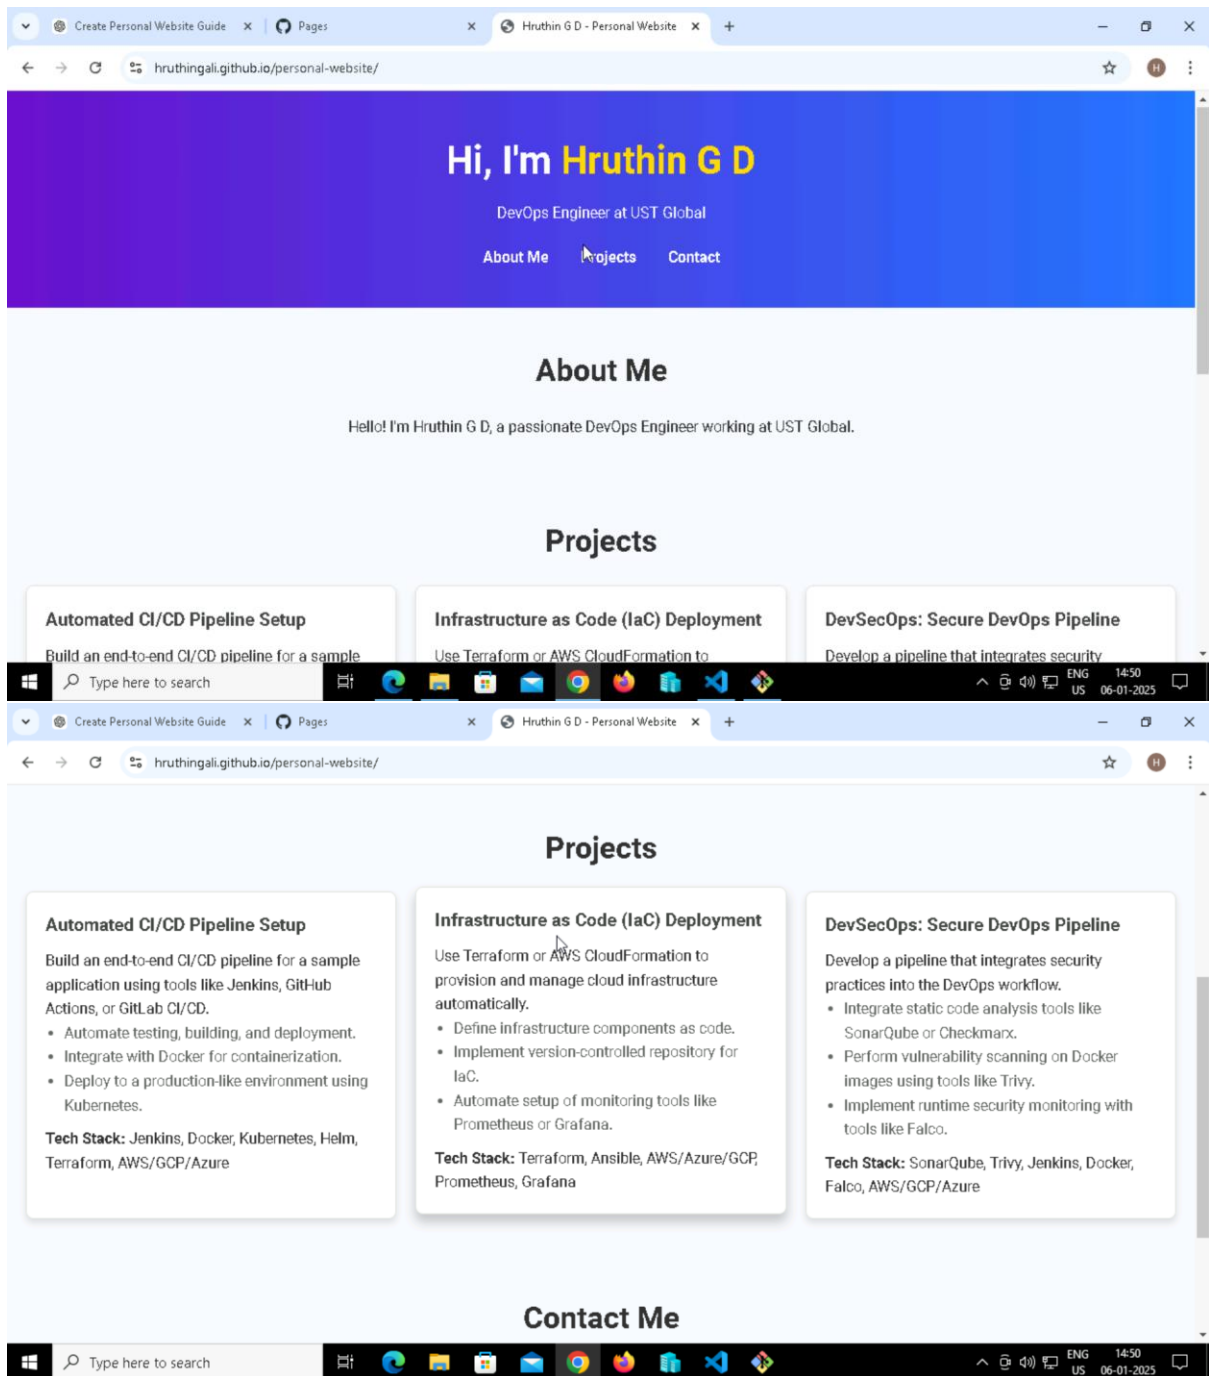 Create Personal Website Guide
Pages
Hruthin G D - Personal Website
hruthingali.github.io/personal-website/
H
Hi, I'm Hruthin G D
DevOps Engineer at UST Global
About Me Projects Contact
About Me
Hello! I'm Hruthin G D, a passionate DevOps Engineer working at UST Global.
Projects
Automated CI/CD Pipeline Setup
Build an end-to-end CI/CD pipeline for a sample
Infrastructure as Code (IaC) Deployment
Use Terraform or AWS CloudFormation to
DevSecOps: Secure DevOps Pipeline
Develop a pipeline that integrates security
Type here to search
ENG
US
14:50
06-01-2025
Create Personal Website Guide
Pages
Hruthin G D - Personal Website
hruthingali.github.io/personal-website/
H
Projects
Automated CI/CD Pipeline Setup
Build an end-to-end CI/CD pipeline for a sample
application using tools like Jenkins, GitHub
Actions, or GitLab CI/CD.
• Automate testing, building, and deployment.
• Integrate with Docker for containerization.
• Deploy to a production-like environment using
Kubernetes.
Tech Stack: Jenkins, Docker, Kubernetes, Helm,
Terraform, AWS/GCP/Azure
Infrastructure as Code (IaC) Deployment
Use Terraform or AWS CloudFormation to
provision and manage cloud infrastructure
automatically.
• Define infrastructure components as code.
• Implement version-controlled repository for
IaC.
• Automate setup of monitoring tools like
Prometheus or Grafana.
Tech Stack: Terraform, Ansible, AWS/Azure/GCP,
Prometheus, Grafana
DevSecOps: Secure DevOps Pipeline
Develop a pipeline that integrates security
practices into the DevOps workflow.
• Integrate static code analysis tools like
SonarQube or Checkmarx.
• Perform vulnerability scanning on Docker
images using tools like Trivy.
• Implement runtime security monitoring with
tools like Falco.
Tech Stack: SonarQube, Trivy, Jenkins, Docker,
Falco, AWS/GCP/Azure
Contact Me
Type here to search
ENG
US
14:50
06-01-2025